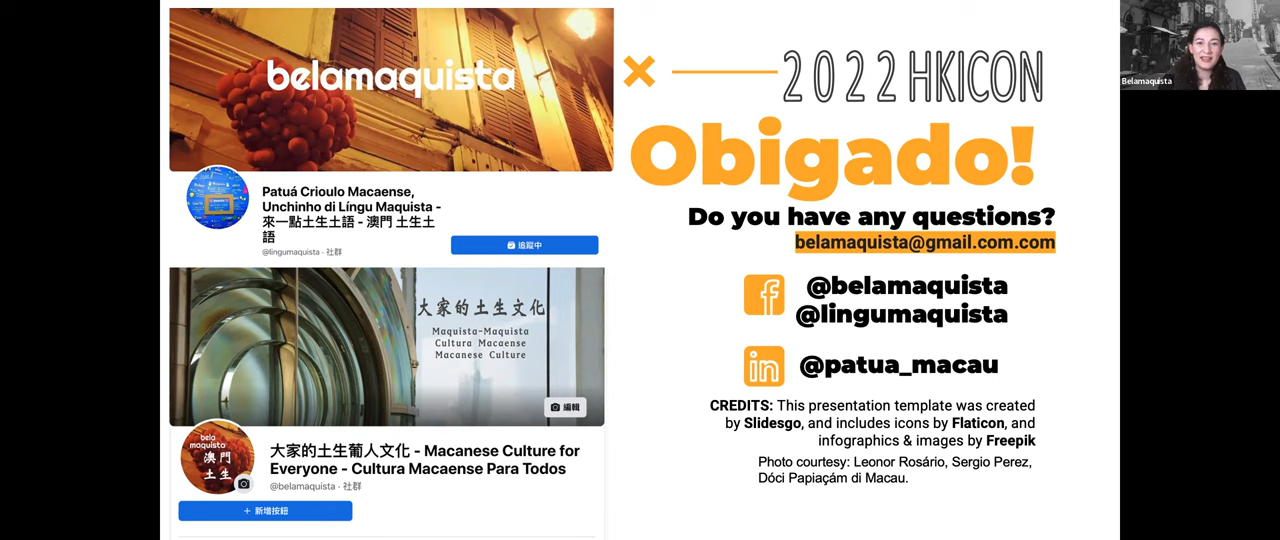 belamaquista
Patuá Crioulo Macaense,
Unchinho di Língu Maquista -
來一點土生土語 - 澳門 土生土
語
@lingumaquista · 社群
追蹤中
大家的土生文化
Maquista-Maquista
Cultura Macaense
Macanese Culture
編輯
bela
maquista
澳門
土生
大家的土生葡人文化 - Macanese Culture for
Everyone - Cultura Macaense Para Todos
@belamaquista · 社群
+ 新增按鈕
2022 HKICON
Obigado!
Do you have any questions?
belamaquista@gmail.com.com
@belamaquista
@lingumaquista
in
@patua_macau
CREDITS: This presentation template was created
by Slidesgo, and includes icons by Flaticon, and
infographics & images by Freepik
Photo courtesy: Leonor Rosário, Sergio Perez,
Dóci Papiaçám di Macau.
Belamaquista